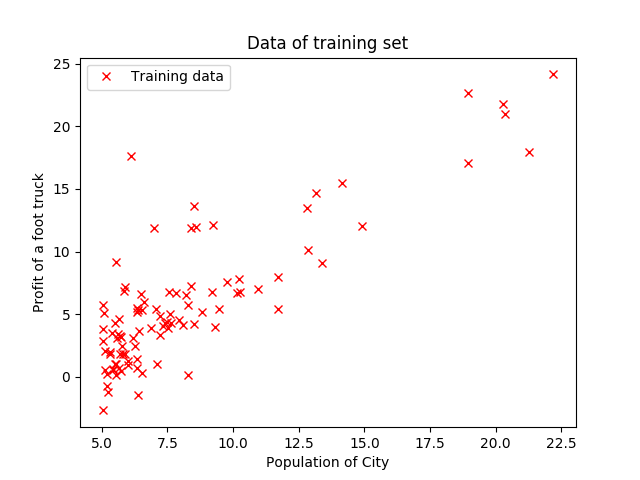 Data of training set
Training data
Profit of a foot truck
25
20
15
10
5
0
5.0 7.5 10.0 12.5 15.0 17.5 20.0 22.5
Population of City